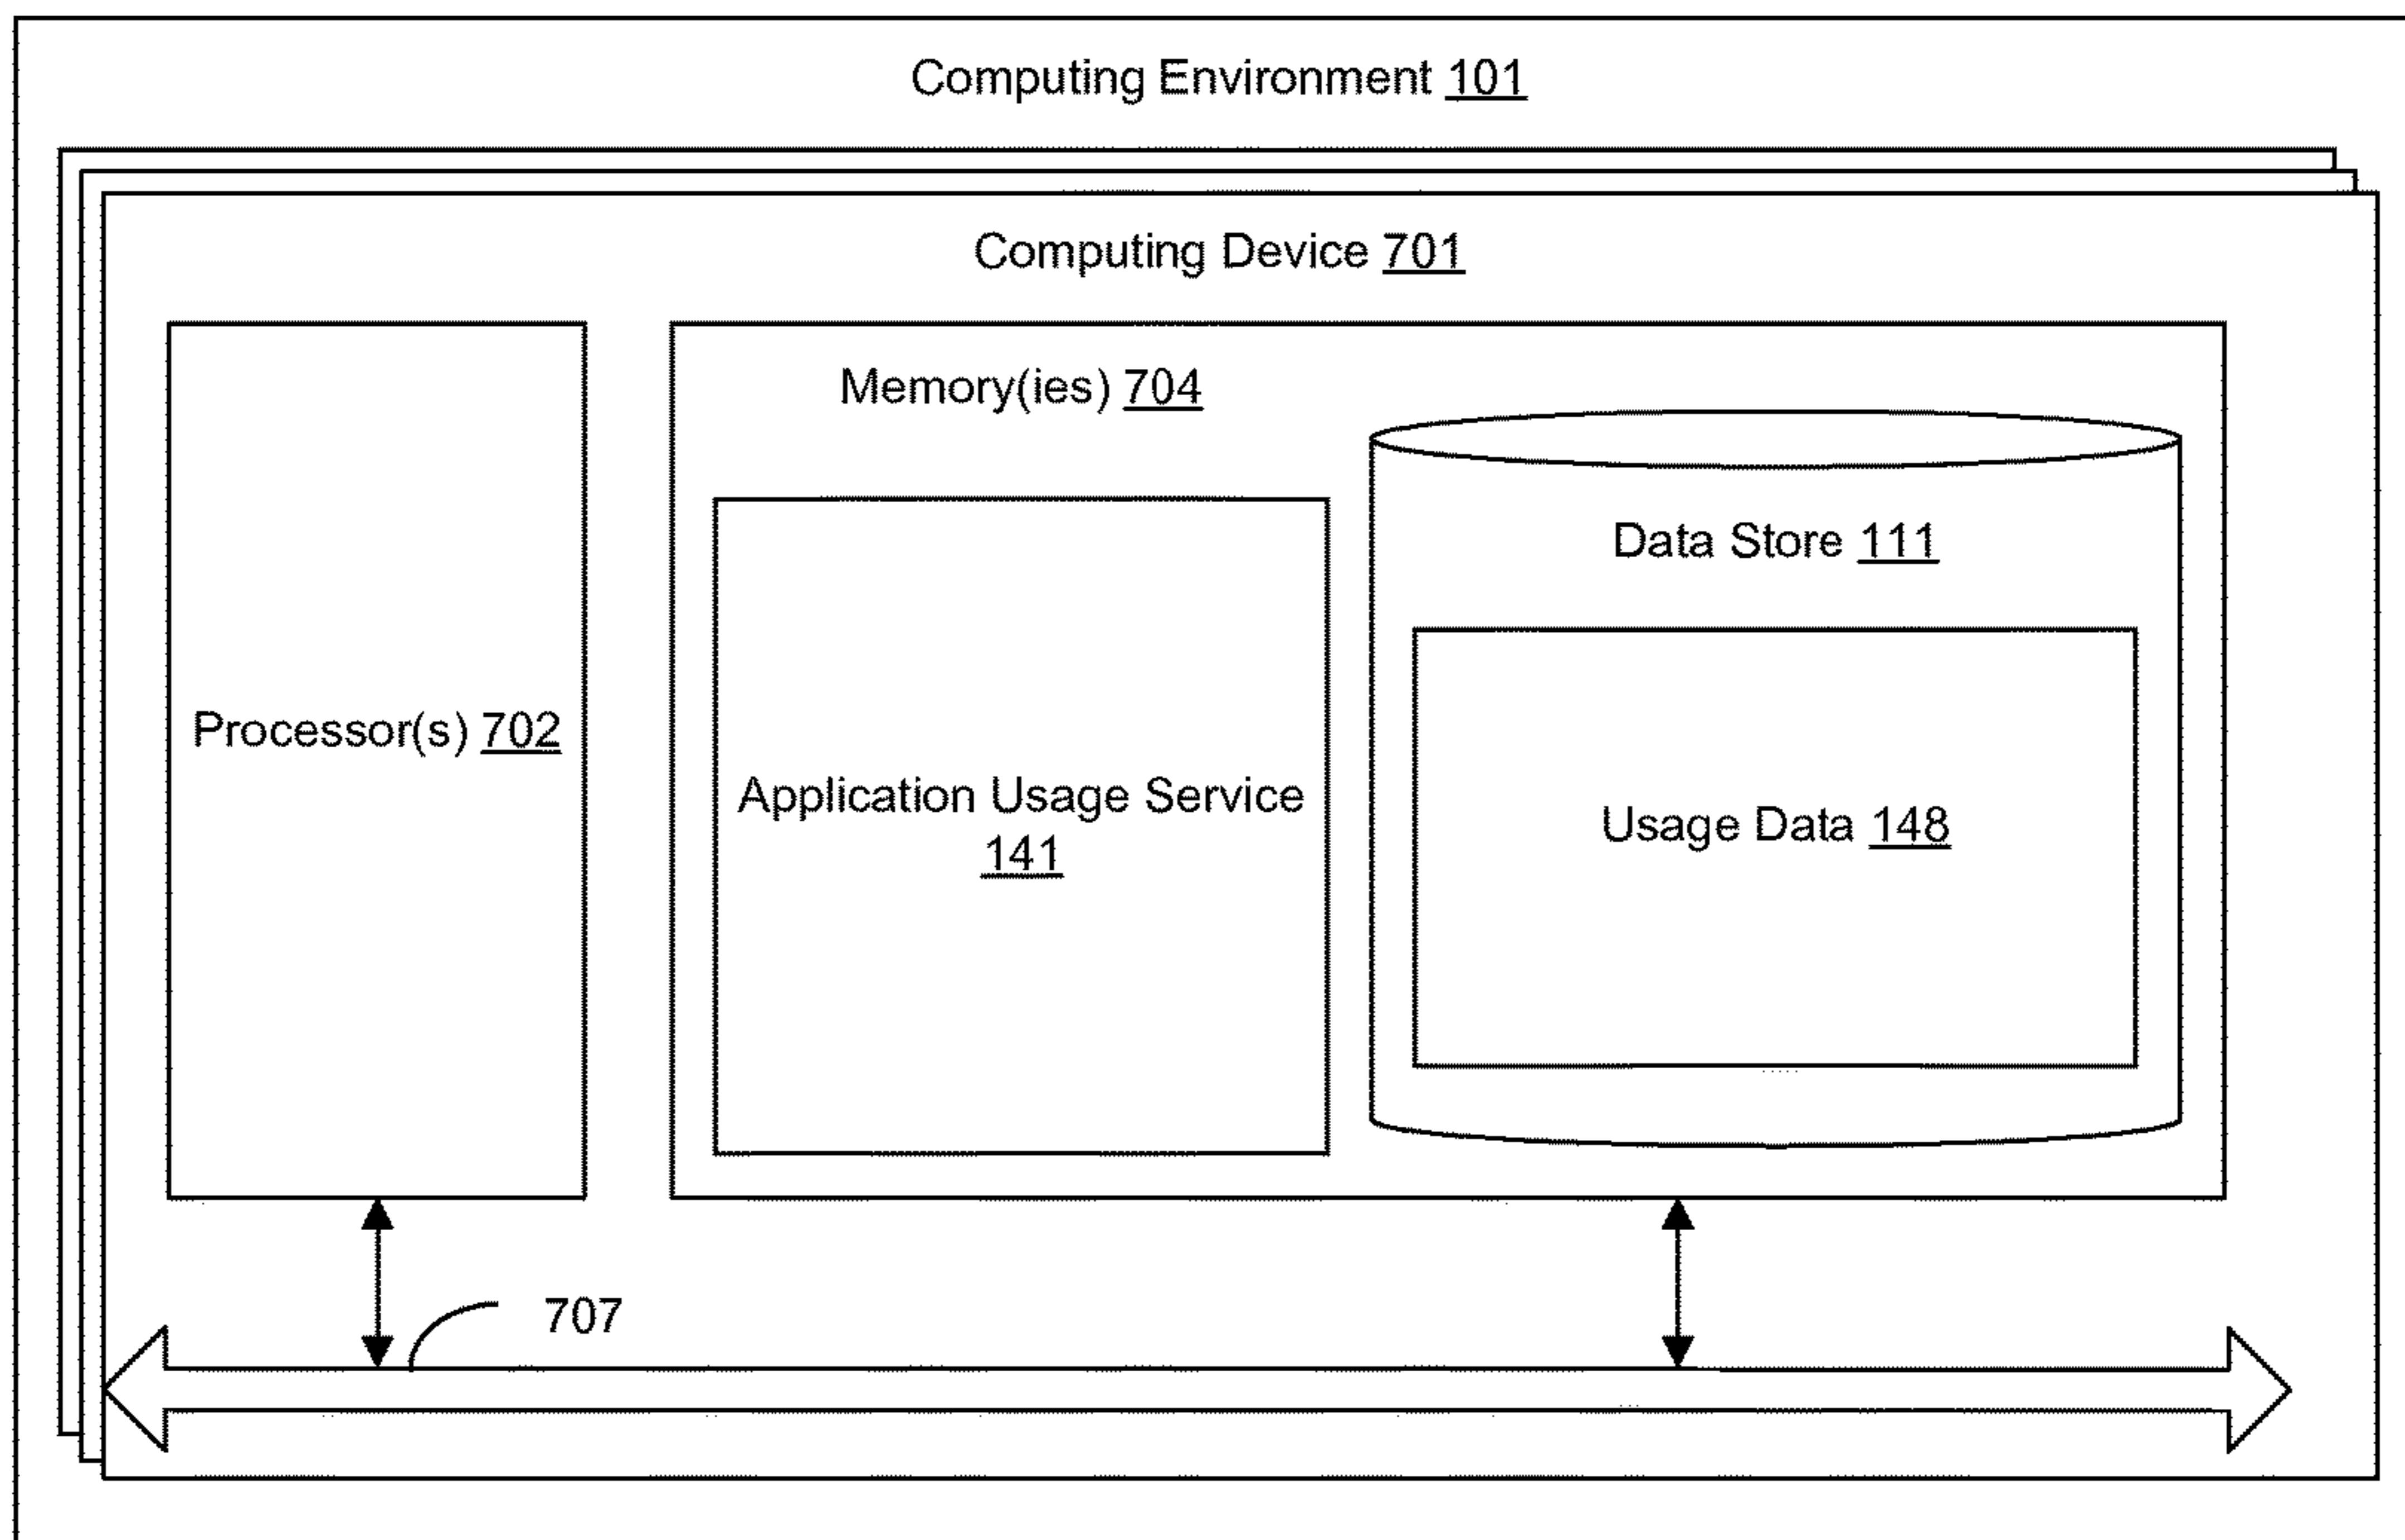 Computing Environment 101
Computing Device 701
Memory(ies) 704
Data Store 111
Processor(s) 702
Application Usage Service
141
Usage Data 148
707